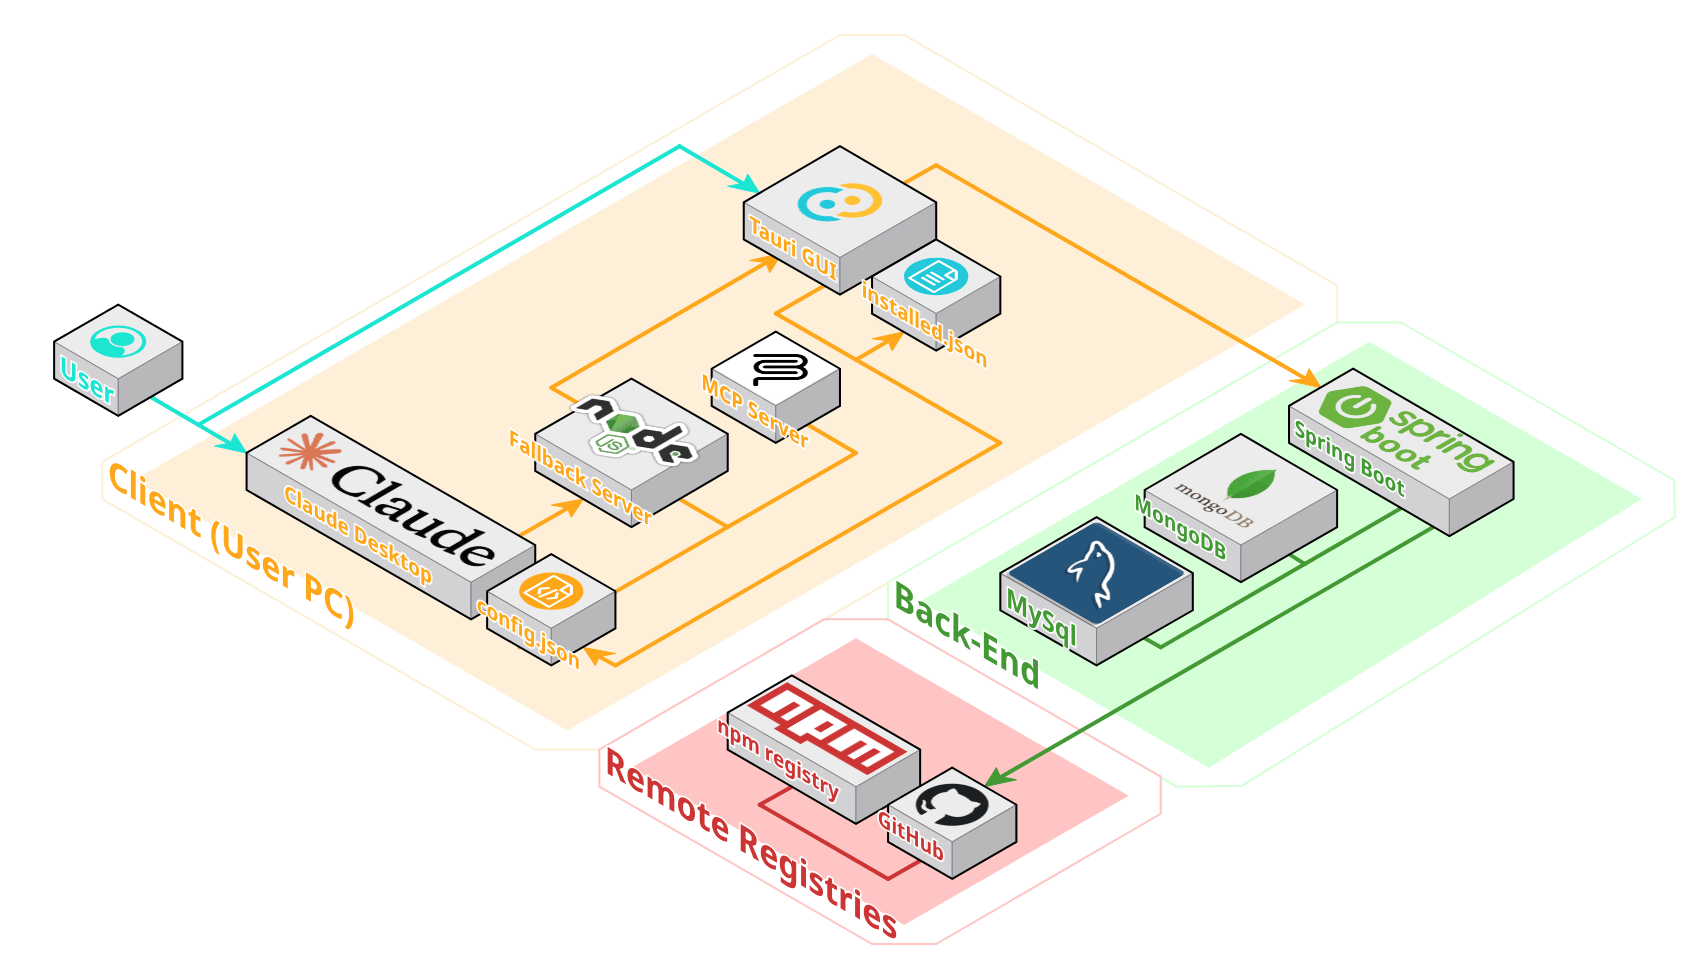 User
Client (User PC)
Claude
Claude Desktop
config.json
node
JS
Fallback Server
MCP Server
Tauri GUI
installed.json
Back-End
spring
boot
Spring Boot
mongoDB
MongoDB
MySql
Remote Registries
npm
npm registry
GitHub